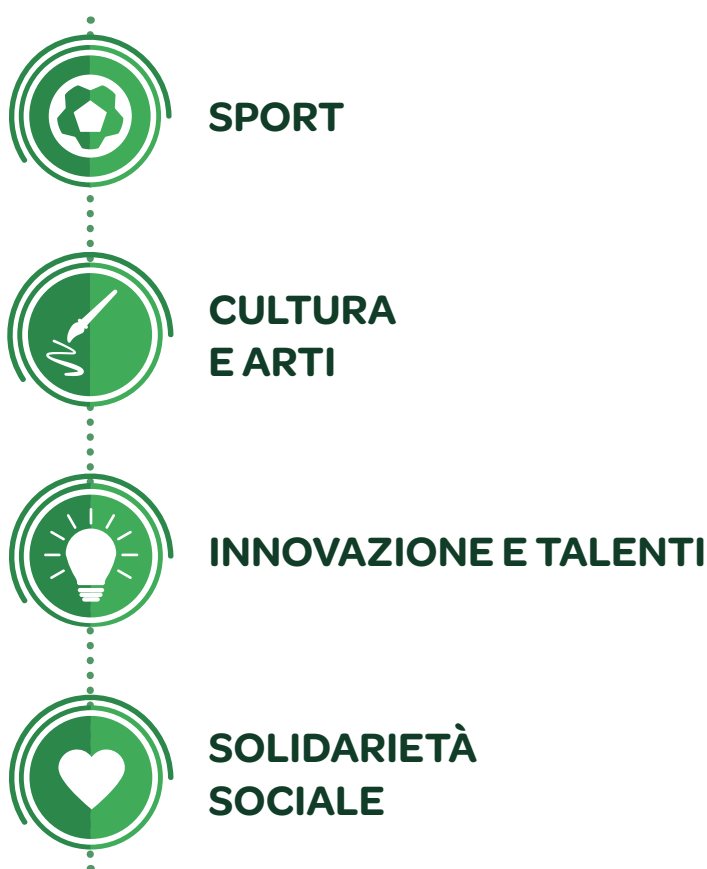 SPORT
CULTURA
E ARTI
INNOVAZIONE E TALENTI
SOLIDARIETÀ
SOCIALE